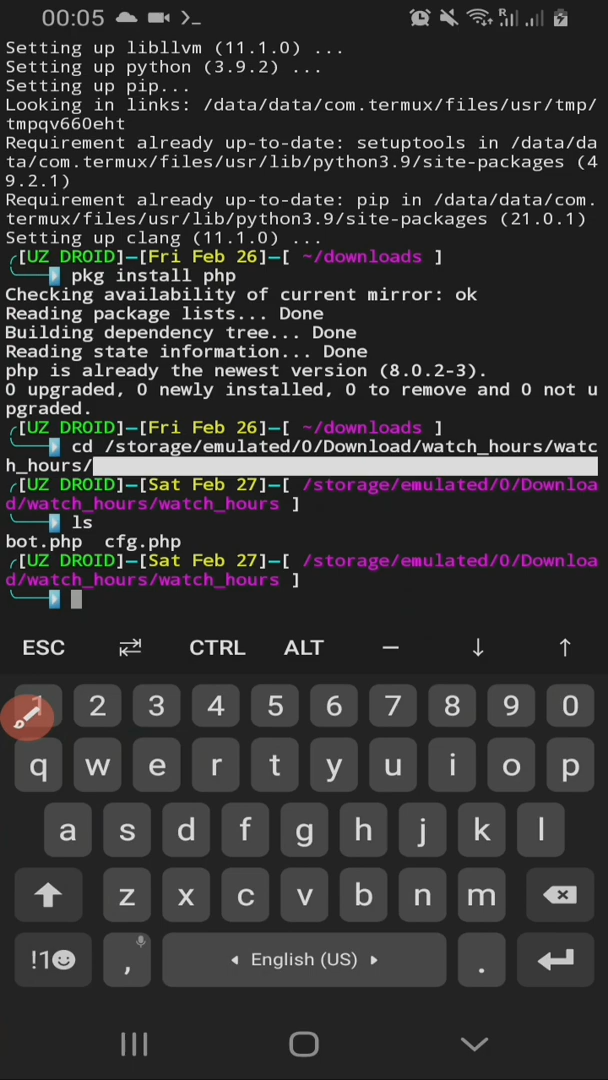 00:05
Setting up libllvm (11.1.0) ...
Setting up python (3.9.2) ...
Setting up pip...
Looking in links: /data/data/com.termux/files/usr/tmp/
tmpqv660eht
Requirement already up-to-date: setuptools in /data/da
ta/com.termux/files/usr/lib/python3.9/site-packages (4
9.2.1)
Requirement already up-to-date: pip in /data/data/com.
termux/files/usr/lib/python3.9/site-packages (21.0.1)
Setting up clang (11.1.0) ...
[UZ DROID]—[Fri Feb 26]—[ ~/downloads ]
pkg install php
Checking availability of current mirror: ok
Reading package lists... Done
Building dependency tree... Done
Reading state information... Done
php is already the newest version (8.0.2-3).
0 upgraded, 0 newly installed, 0 to remove and 0 not u
pgraded.
[UZ DROID]—[Fri Feb 26]—[ ~/downloads ]
cd /storage/emulated/0/Download/watch_hours/watc
h_hours/
[UZ DROID]—[Sat Feb 27]—[ /storage/emulated/0/Downloa
d/watch_hours/watch_hours ]
ls
bot.php  cfg.php
[UZ DROID]—[Sat Feb 27]—[ /storage/emulated/0/Downloa
d/watch_hours/watch_hours ]
ESC CTRL ALT — ↓ ↑
1 2 3 4 5 6 7 8 9 0
q w e r t y u i o p
a s d f g h j k l
z x c v b n m
!1☺ , English (US) .